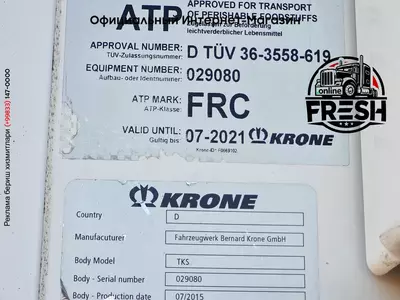 Официальный Интернет-Магазин
ATP
APPROVED FOR TRANSPORT
OF PERISHABLE FOODSTUFFS
leichtverderblicher Lebensmittel
APPROVAL NUMBER: D TÜV 36-3558-619
TÜV-Zulassungsnummer:
EQUIPMENT NUMBER: 029080
Aufbau- oder Identnummer:
ATP MARK: FRC
ATP-Klasse:
VALID UNTIL: 07-2021 KRONE
Gültig bis:
online
FRESH
KRONE
Country D
Manufacturer Fahrzeugwerk Bernard Krone GmbH
Body Model TKS
Body - Serial number 029080
Body - Production date 07/2015
Реклама бериш хизматлари (+99833) 147-0000